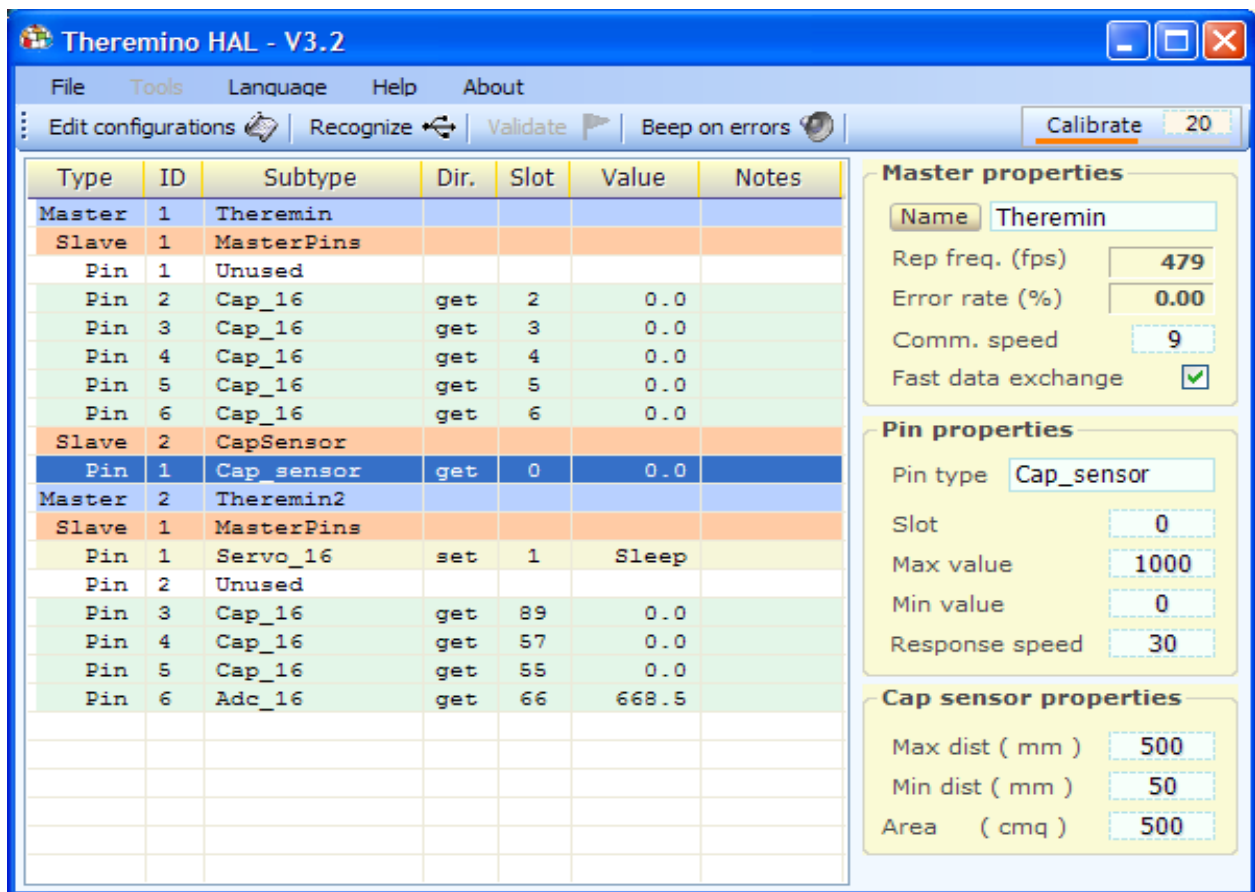 Theremino HAL - V3.2
File Tools Language Help About
Edit configurations Recognize Validate Beep on errors Calibrate 20
Type ID Subtype Dir. Slot Value Notes
Master 1 Theremin
Slave 1 MasterPins
Pin 1 Unused
Pin 2 Cap_16 get 2 0.0
Pin 3 Cap_16 get 3 0.0
Pin 4 Cap_16 get 4 0.0
Pin 5 Cap_16 get 5 0.0
Pin 6 Cap_16 get 6 0.0
Slave 2 CapSensor
Pin 1 Cap_sensor get 0 0.0
Master 2 Theremin2
Slave 1 MasterPins
Pin 1 Servo_16 set 1 Sleep
Pin 2 Unused
Pin 3 Cap_16 get 89 0.0
Pin 4 Cap_16 get 57 0.0
Pin 5 Cap_16 get 55 0.0
Pin 6 Adc_16 get 66 668.5
Master properties
Name Theremin
Rep freq. (fps) 479
Error rate (%) 0.00
Comm. speed 9
Fast data exchange
Pin properties
Pin type Cap_sensor
Slot 0
Max value 1000
Min value 0
Response speed 30
Cap sensor properties
Max dist ( mm ) 500
Min dist ( mm ) 50
Area ( cmq ) 500